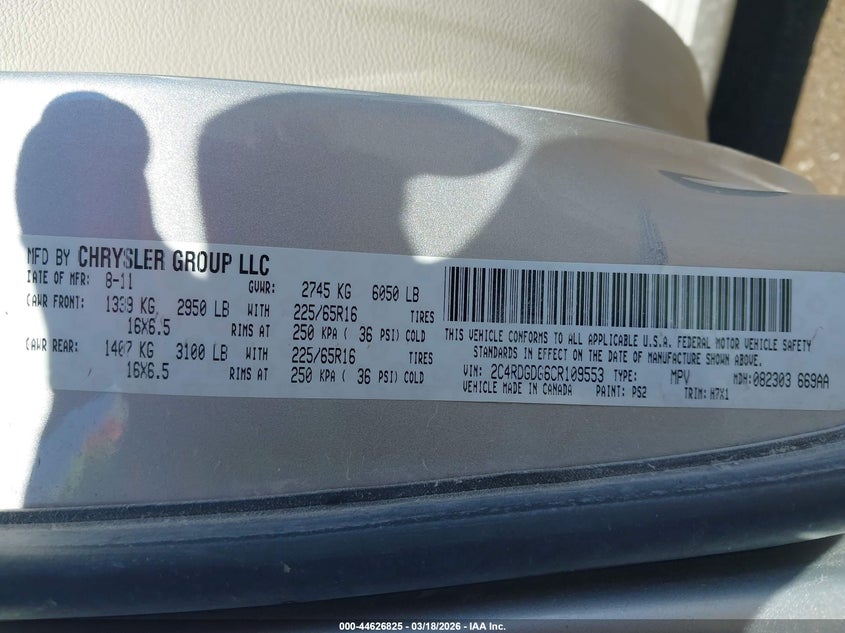 MFD BY CHRYSLER GROUP LLC
DATE OF MFR: 8-11 GVWR: 2745 KG 6050 LB
GAWR FRONT: 1339 KG 2950 LB WITH 225/65R16 TIRES
16X6.5 RIMS AT 250 KPA ( 36 PSI) COLD
GAWR REAR: 1407 KG 3100 LB WITH 225/65R16 TIRES
16X6.5 RIMS AT 250 KPA ( 36 PSI) COLD
THIS VEHICLE CONFORMS TO ALL APPLICABLE U.S.A. FEDERAL MOTOR VEHICLE SAFETY
STANDARDS IN EFFECT ON THE DATE OF MANUFACTURE SHOWN ABOVE.
VIN: 2C4RDGDG6CR109553 TYPE: MPV MDH:082303 669AA
VEHICLE MADE IN CANADA PAINT: PS2 TRIM: H7X1
000-44626825 - 03/18/2026 - IAA Inc.